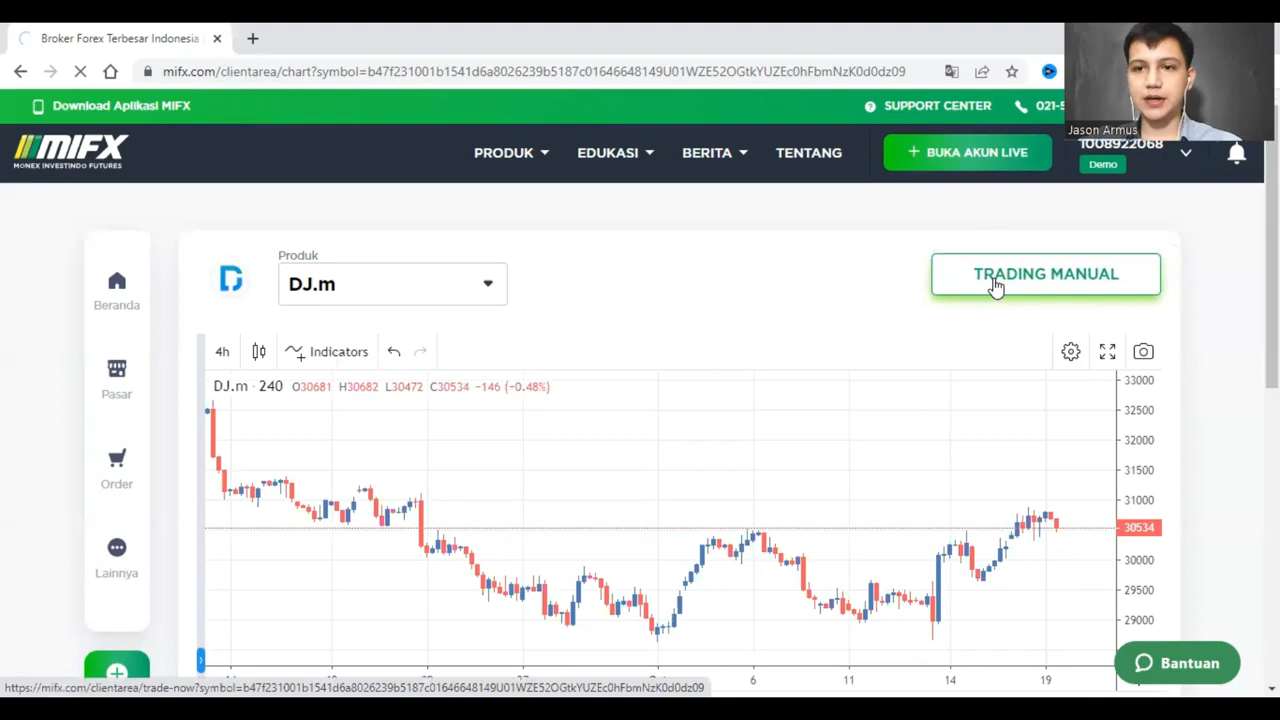 Broker Forex Terbesar Indonesia
mifx.com/clientarea/chart?symbol=b47f231001b1541d6a8026239b5187c01646648149U01WZE52OGtkYUZEc0hFbmNzK0d0dz09
Download Aplikasi MIFX
SUPPORT CENTER
021-5
Jason Armus
MIFX
MONEX INVESTINDO FUTURES
PRODUK
EDUKASI
BERITA
TENTANG
+ BUKA AKUN LIVE
1008922068
Demo
Beranda
Pasar
Order
Lainnya
Produk
DJ.m
TRADING MANUAL
4h
Indicators
DJ.m · 240 O30681 H30682 L30472 C30534 −146 (−0.48%)
33000
32500
32000
31500
31000
30534
30000
29500
29000
6
11
14
19
Bantuan
https://mifx.com/clientarea/trade-now?symbol=b47f231001b1541d6a8026239b5187c01646648149U01WZE52OGtkYUZEc0hFbmNzK0d0dz09